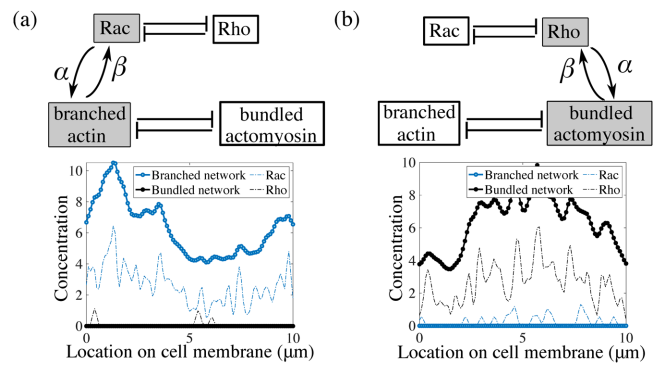 (a)
Rac
Rho
α
β
branched
actin
bundled
actomyosin
10
8
6
4
2
0
Concentration
Branched network
Rac
Bundled network
Rho
0
5
10
Location on cell membrane (μm)
(b)
Rac
Rho
β
α
branched
actin
bundled
actomyosin
10
8
6
4
2
0
Concentration
Branched network
Rac
Bundled network
Rho
0
5
10
Location on cell membrane (μm)